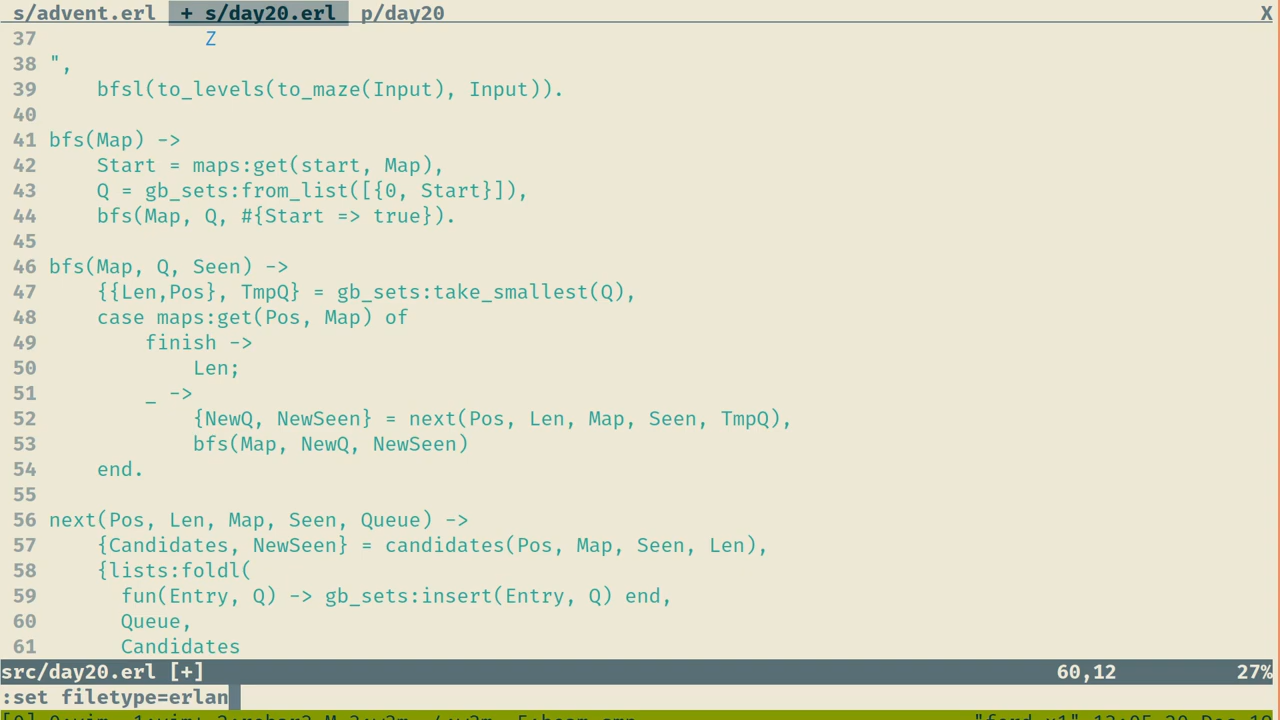 s/advent.erl + s/day20.erl p/day20 X
37 Z
38 ",
39 bfsl(to_levels(to_maze(Input), Input)).
40
41 bfs(Map) ->
42 Start = maps:get(start, Map),
43 Q = gb_sets:from_list([{0, Start}]),
44 bfs(Map, Q, #{Start => true}).
45
46 bfs(Map, Q, Seen) ->
47 {{Len,Pos}, TmpQ} = gb_sets:take_smallest(Q),
48 case maps:get(Pos, Map) of
49 finish ->
50 Len;
51 _ ->
52 {NewQ, NewSeen} = next(Pos, Len, Map, Seen, TmpQ),
53 bfs(Map, NewQ, NewSeen)
54 end.
55
56 next(Pos, Len, Map, Seen, Queue) ->
57 {Candidates, NewSeen} = candidates(Pos, Map, Seen, Len),
58 {lists:foldl(
59 fun(Entry, Q) -> gb_sets:insert(Entry, Q) end,
60 Queue,
61 Candidates
src/day20.erl [+] 60,12 27%
:set filetype=erlan